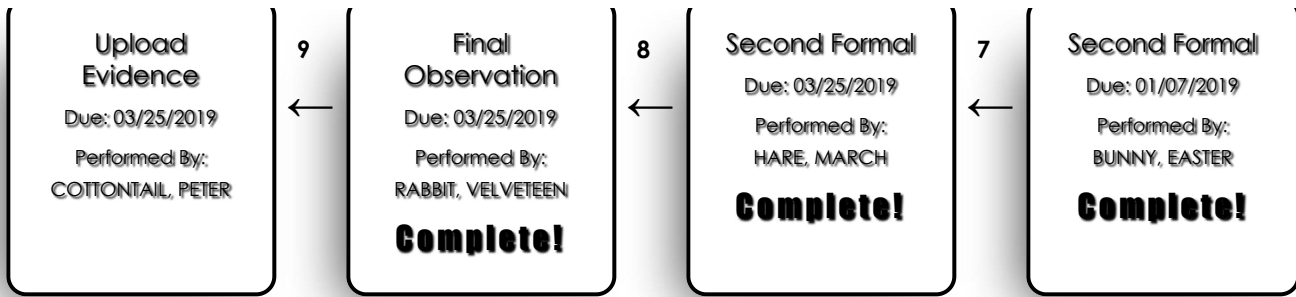 Upload
Evidence
Due: 03/25/2019
Performed By:
COTTONTAIL, PETER
9
Final
Observation
Due: 03/25/2019
Performed By:
RABBIT, VELVETEEN
Complete!
8
Second Formal
Due: 03/25/2019
Performed By:
HARE, MARCH
Complete!
7
Second Formal
Due: 01/07/2019
Performed By:
BUNNY, EASTER
Complete!